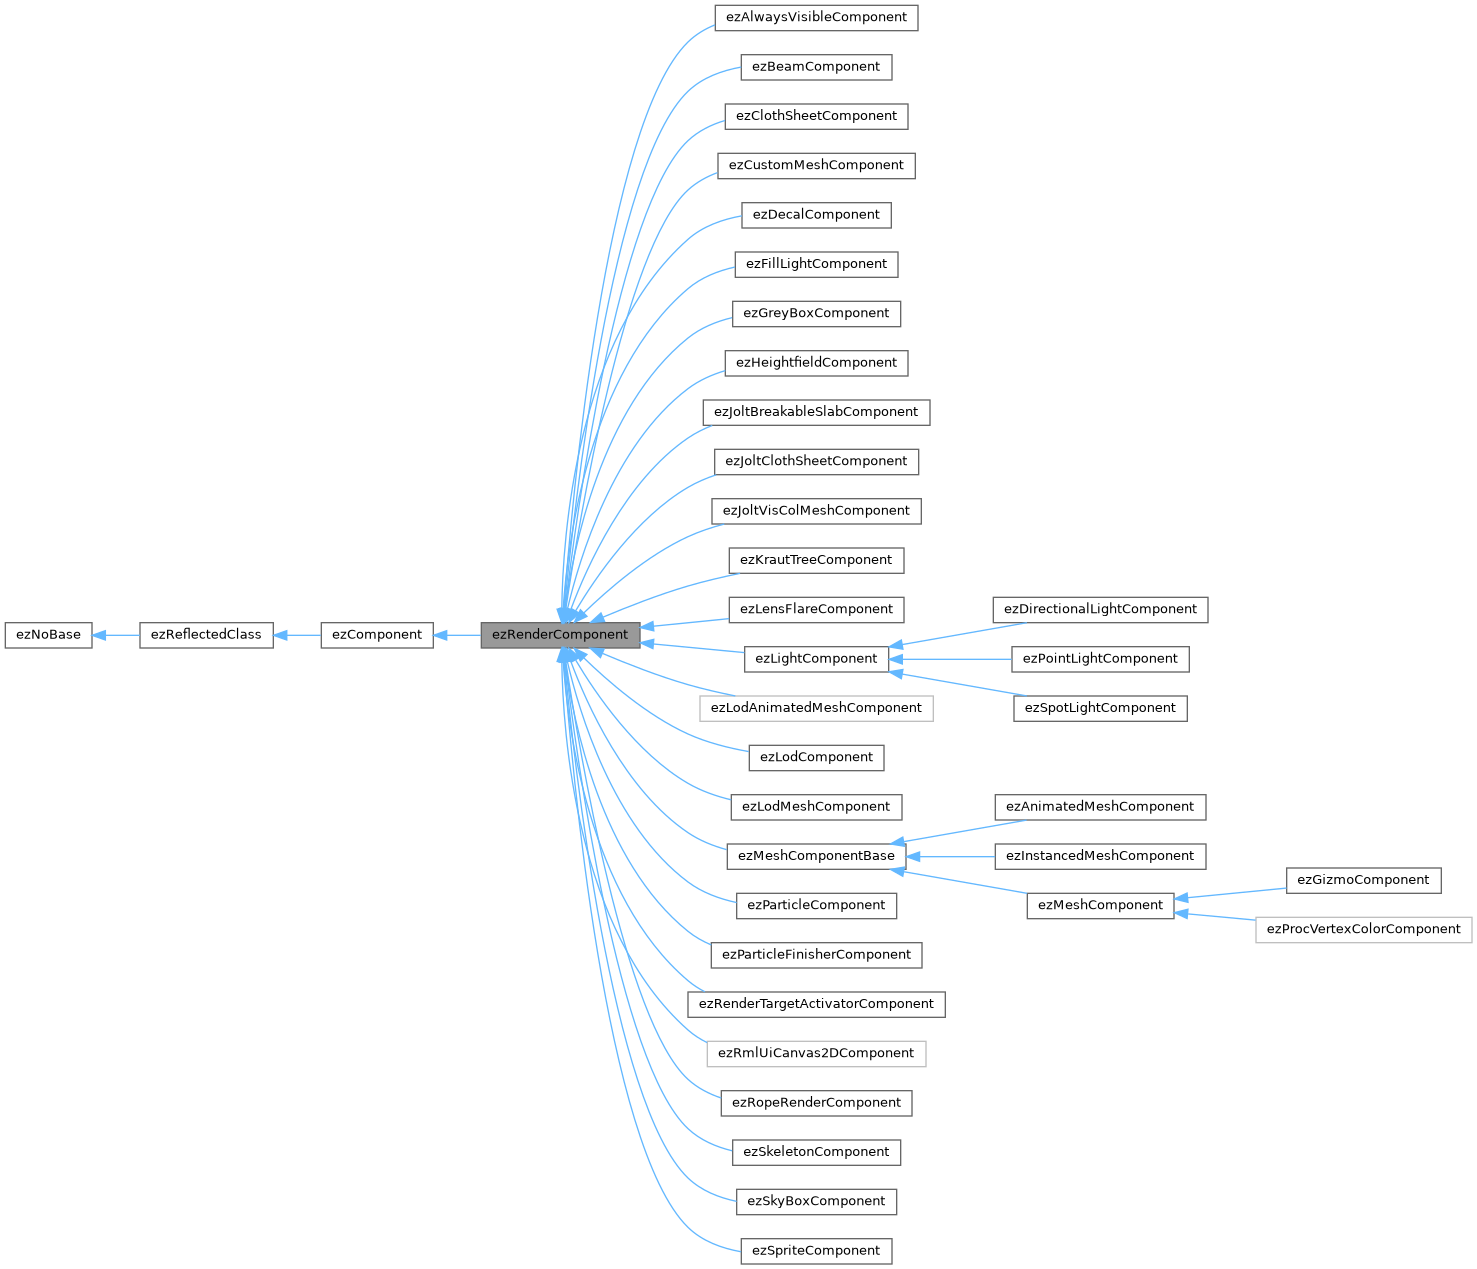 ezAlwaysVisibleComponent
ezBeamComponent
ezClothSheetComponent
ezCustomMeshComponent
ezDecalComponent
ezFillLightComponent
ezGreyBoxComponent
ezHeightfieldComponent
ezJoltBreakableSlabComponent
ezJoltClothSheetComponent
ezJoltVisColMeshComponent
ezKrautTreeComponent
ezLensFlareComponent
ezDirectionalLightComponent
ezNoBase
ezReflectedClass
ezComponent
ezRenderComponent
ezLightComponent
ezPointLightComponent
ezLodAnimatedMeshComponent
ezSpotLightComponent
ezLodComponent
ezLodMeshComponent
ezAnimatedMeshComponent
ezMeshComponentBase
ezInstancedMeshComponent
ezGizmoComponent
ezParticleComponent
ezMeshComponent
ezProcVertexColorComponent
ezParticleFinisherComponent
ezRenderTargetActivatorComponent
ezRmlUiCanvas2DComponent
ezRopeRenderComponent
ezSkeletonComponent
ezSkyBoxComponent
ezSpriteComponent